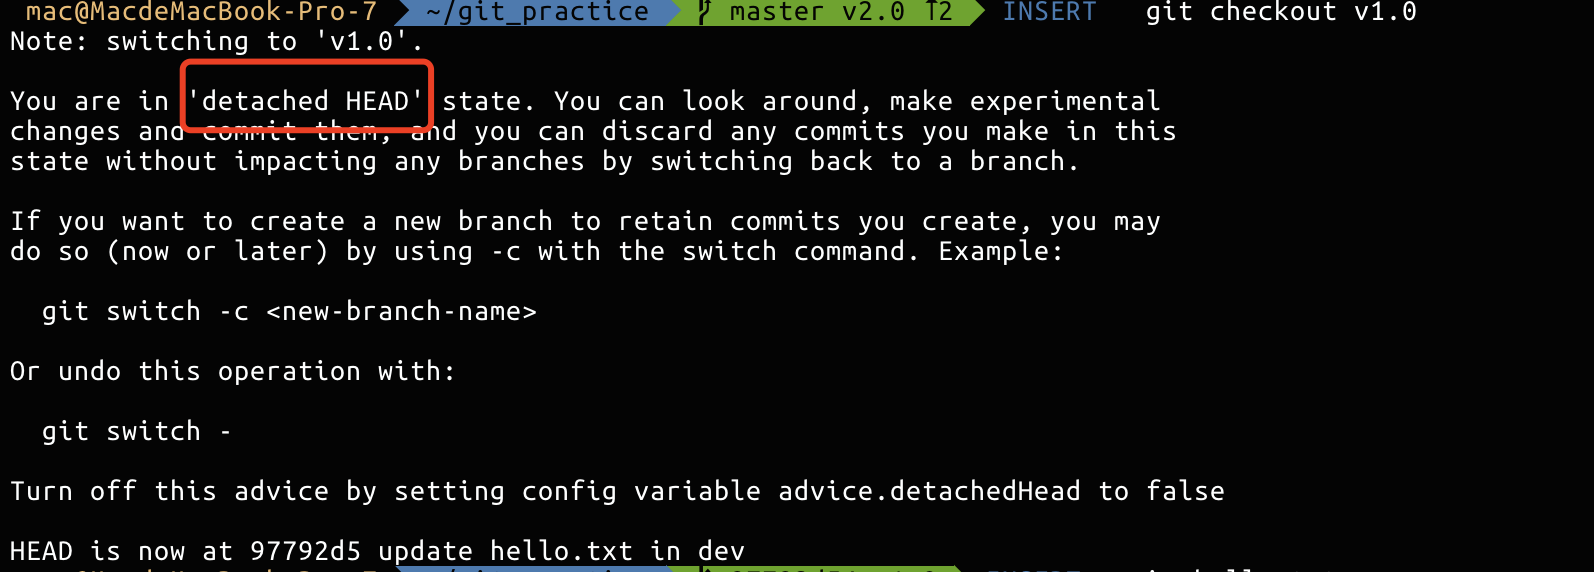 mac@MacdeMacBook-Pro-7 ~/git_practice master v2.0 ↑2 INSERT git checkout v1.0
Note: switching to 'v1.0'.
You are in 'detached HEAD' state. You can look around, make experimental
changes and commit them, and you can discard any commits you make in this
state without impacting any branches by switching back to a branch.
If you want to create a new branch to retain commits you create, you may
do so (now or later) by using -c with the switch command. Example:
git switch -c <new-branch-name>
Or undo this operation with:
git switch -
Turn off this advice by setting config variable advice.detachedHead to false
HEAD is now at 97792d5 update hello.txt in dev